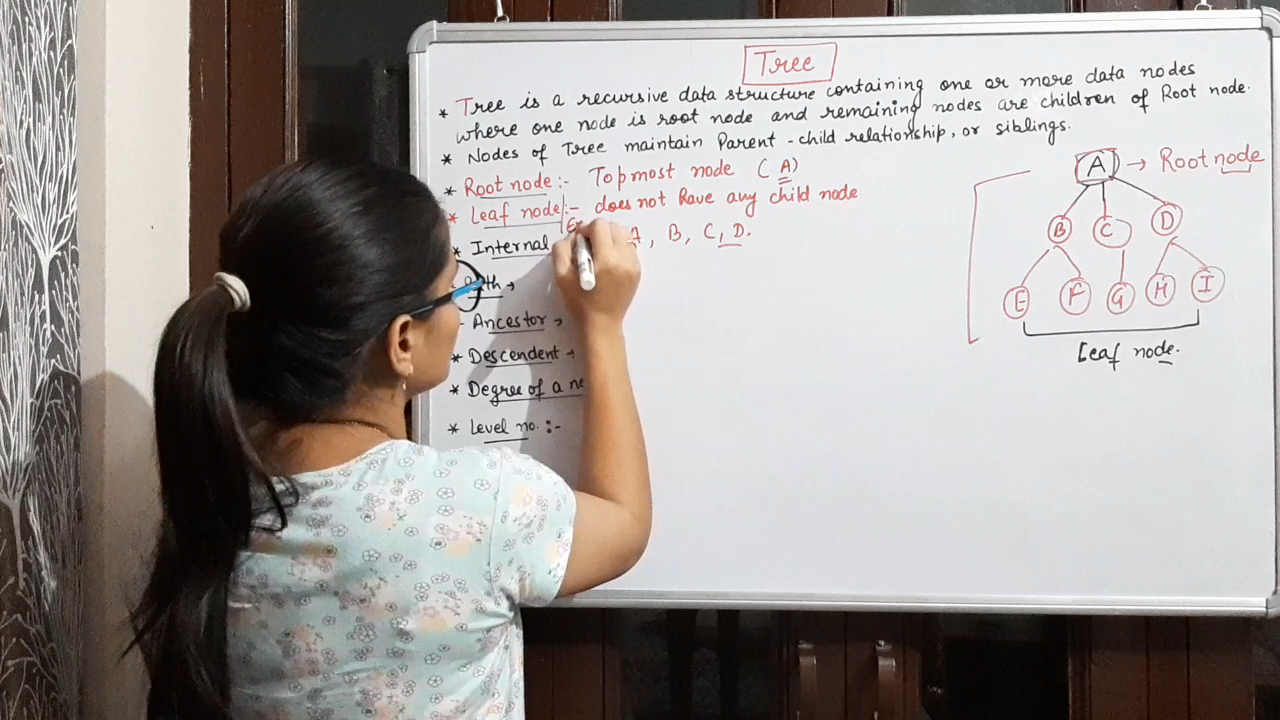 Tree
* Tree is a recursive data structure containing one or more data nodes
where one node is root node and remaining nodes are children of Root node.
* Nodes of Tree maintain Parent-child relationship, or siblings.
* Root node :- Topmost node (A)
* Leaf node :- does not have any child node
* Internal A, B, C, D.
→
- Ancestor →
* Descendent →
* Degree of a
* Level no. :-
A → Root node
B C D
E F G H I
Leaf node.